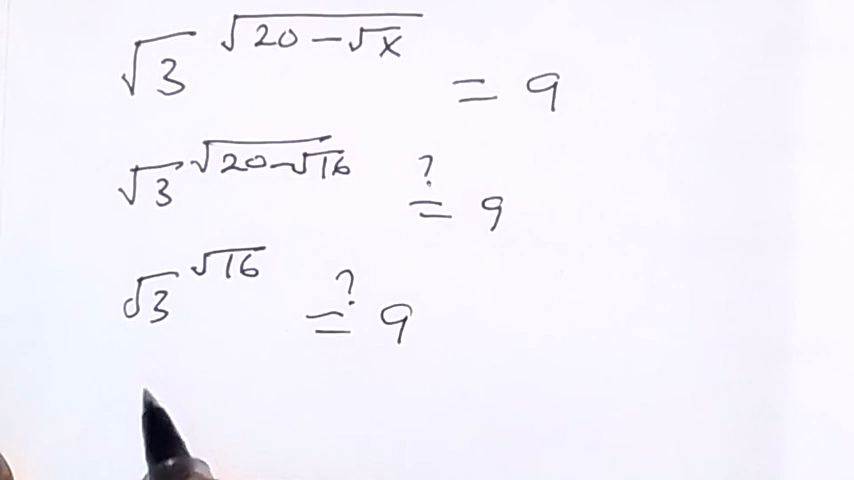 √3^√(20-√x) = 9
√3^√(20-√16) ?= 9
√3^√16 ?= 9